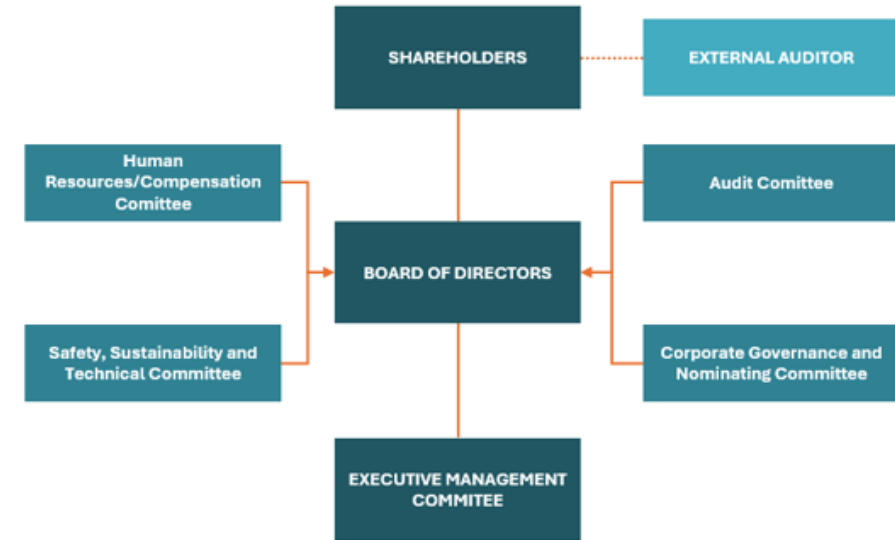 SHAREHOLDERS
EXTERNAL AUDITOR
Human
Resources/Compensation
Comittee
Audit Comittee
BOARD OF DIRECTORS
Safety, Sustainability and
Technical Committee
Corporate Governance and
Nominating Committee
EXECUTIVE MANAGEMENT
COMMITEE